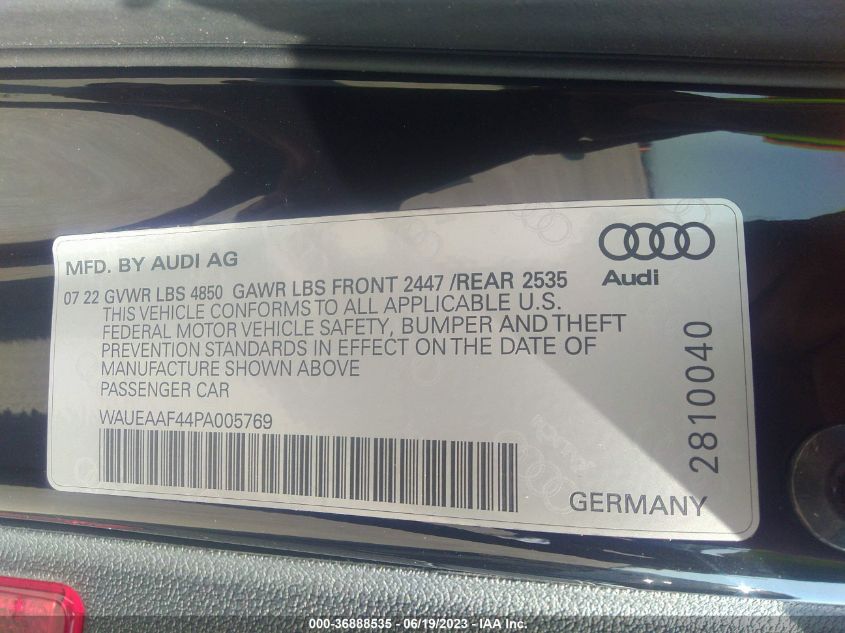 MFD. BY AUDI AG
Audi
07 22 GVWR LBS 4850 GAWR LBS FRONT 2447 /REAR 2535
THIS VEHICLE CONFORMS TO ALL APPLICABLE U.S.
FEDERAL MOTOR VEHICLE SAFETY, BUMPER AND THEFT
PREVENTION STANDARDS IN EFFECT ON THE DATE OF
MANUFACTURE SHOWN ABOVE
PASSENGER CAR
WAUEAAF44PA005769
2810040
GERMANY
000-36888535 - 06/19/2023 - IAA Inc.